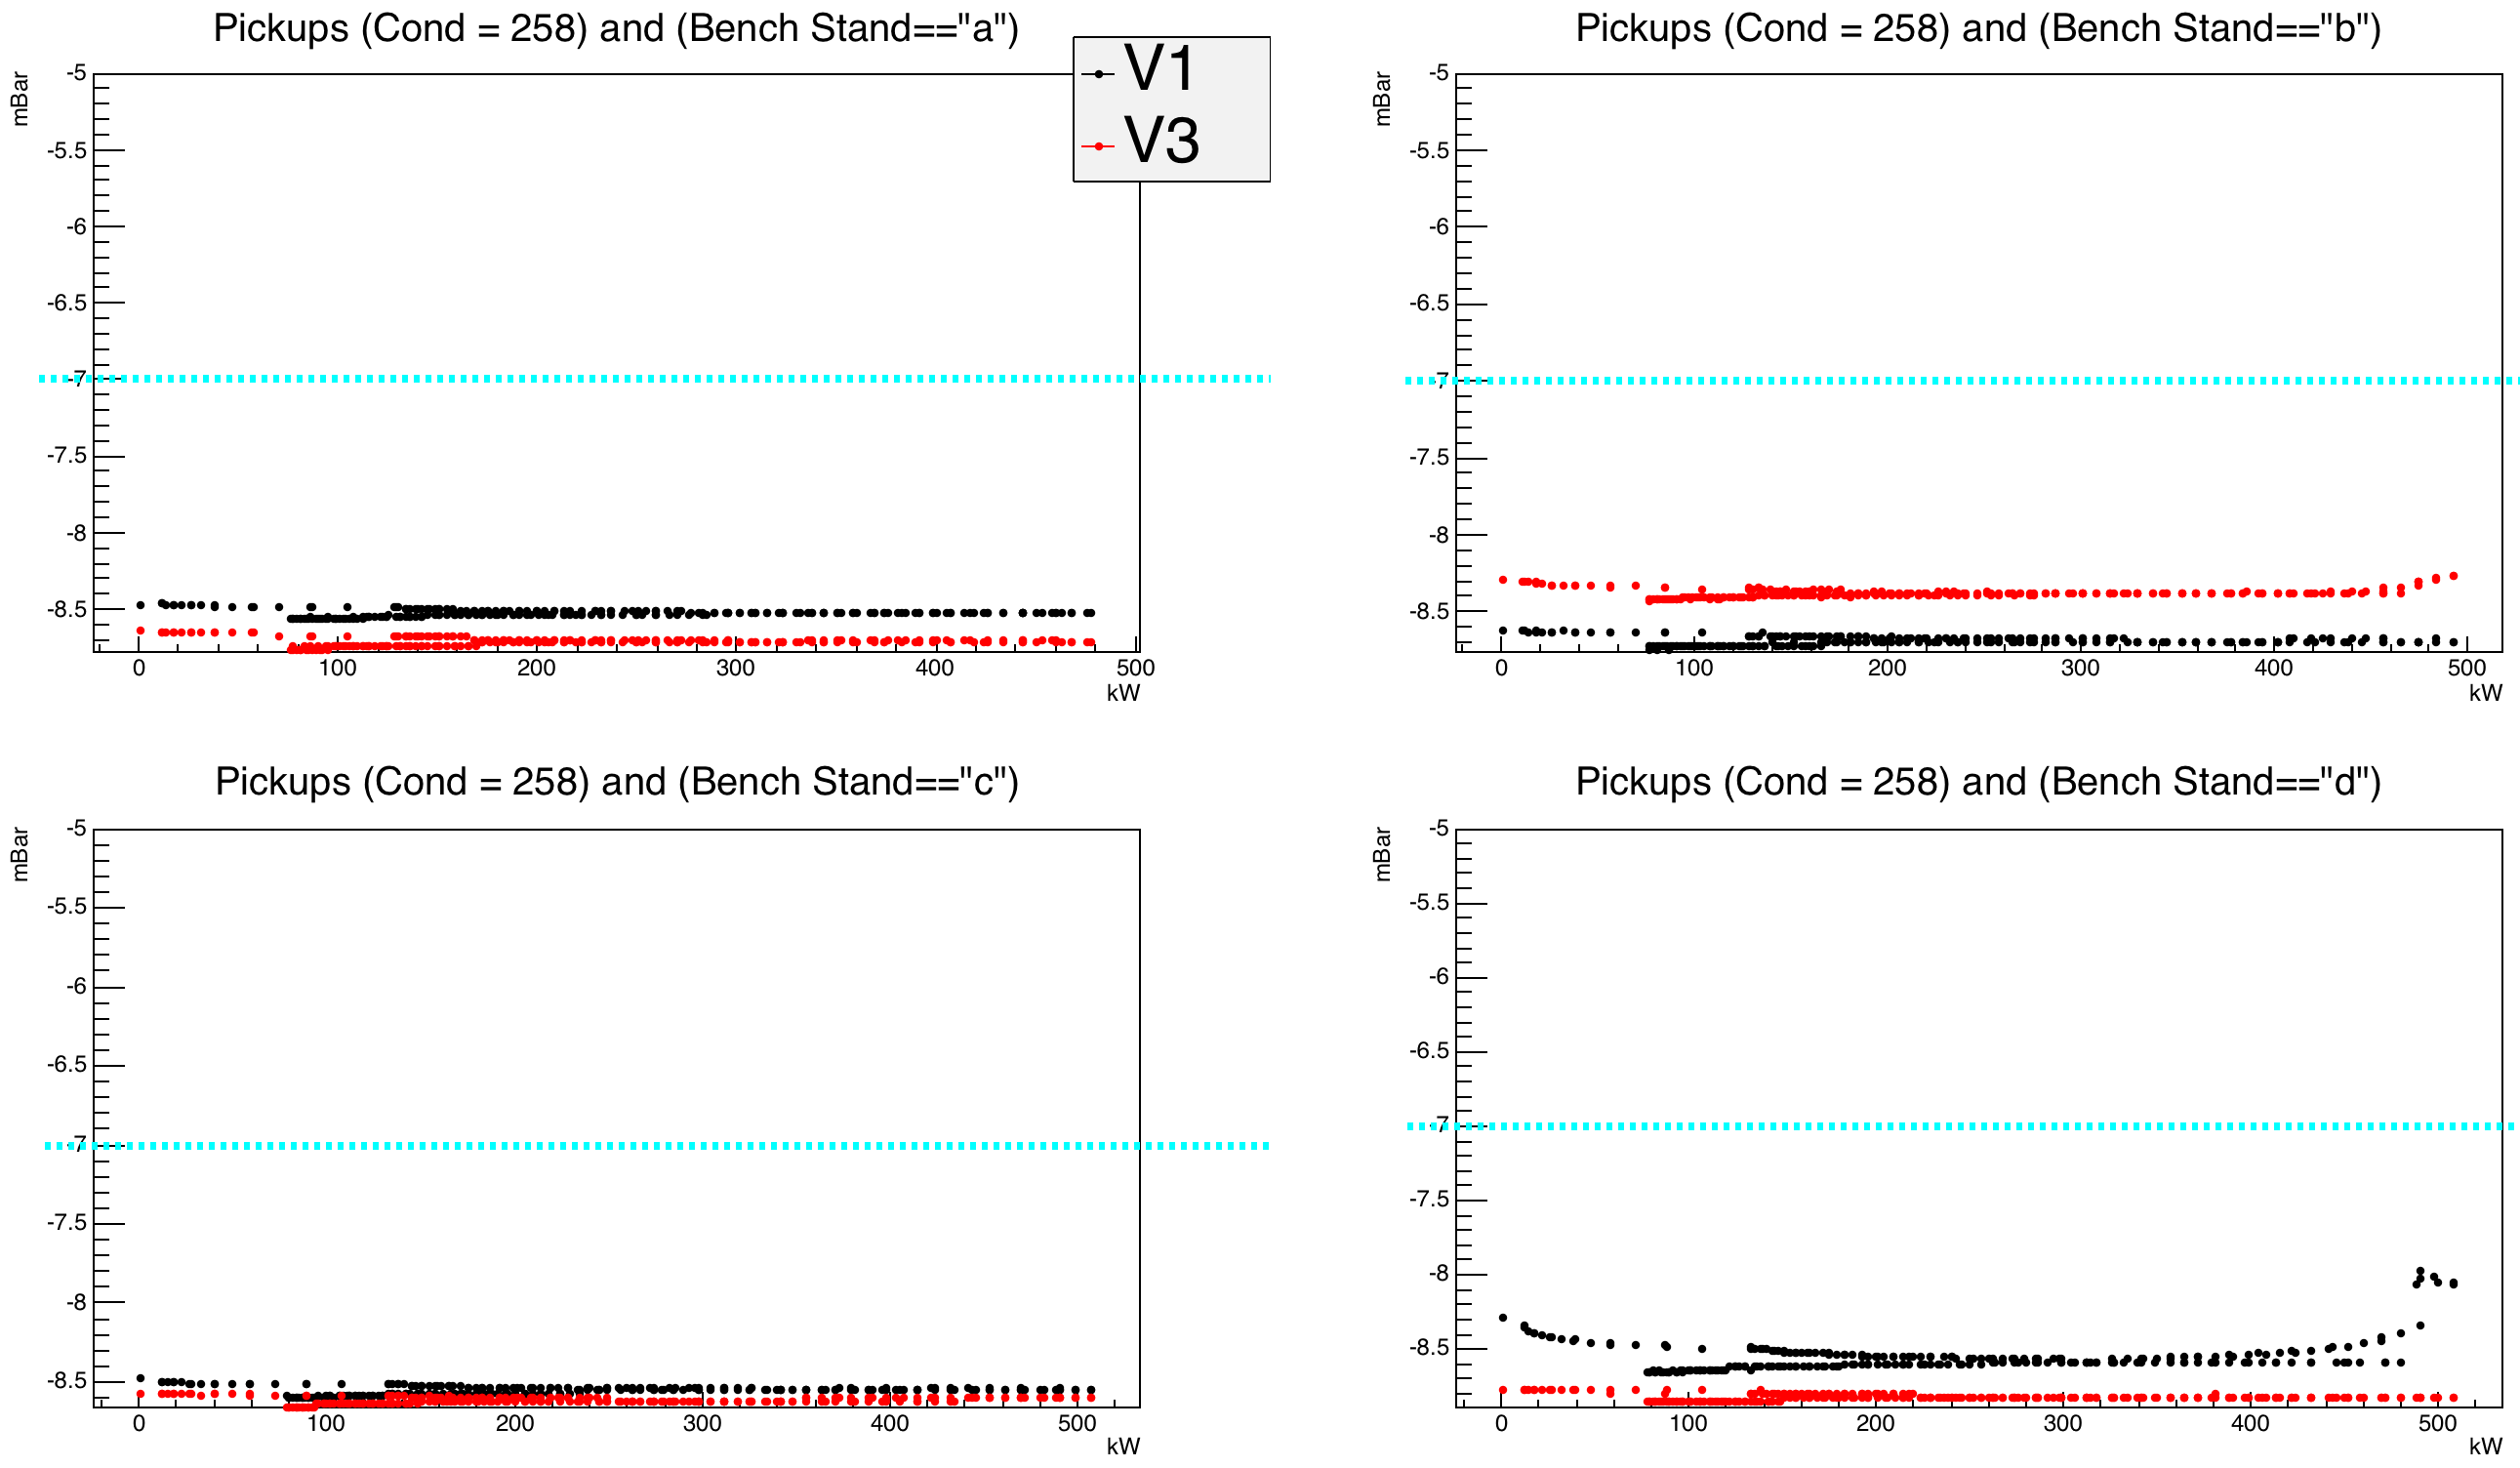 Pickups (Cond = 258) and (Bench Stand=="a")
mBar
V1
V3
-5
-5.5
-6
-6.5
-7
-7.5
-8
-8.5
0 100 200 300 400 500
kW
Pickups (Cond = 258) and (Bench Stand=="b")
mBar
-5
-5.5
-6
-6.5
-7
-7.5
-8
-8.5
0 100 200 300 400 500
kW
Pickups (Cond = 258) and (Bench Stand=="c")
mBar
-5
-5.5
-6
-6.5
-7
-7.5
-8
-8.5
0 100 200 300 400 500
kW
Pickups (Cond = 258) and (Bench Stand=="d")
mBar
-5
-5.5
-6
-6.5
-7
-7.5
-8
-8.5
0 100 200 300 400 500
kW